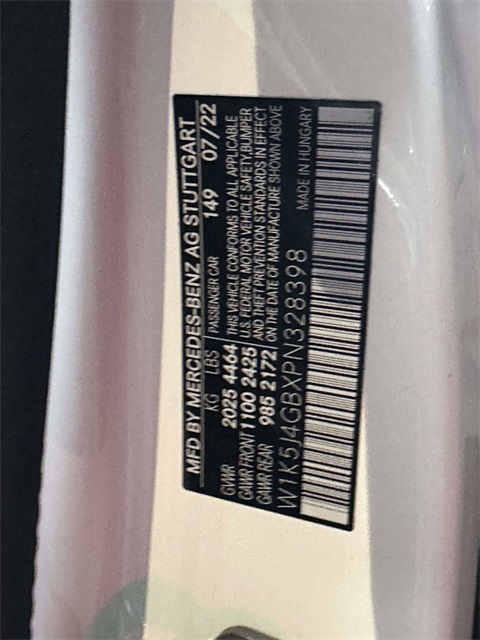 MFD BY MERCEDES-BENZ AG STUTTGART
KG LBS PASSENGER CAR 149 07/22
GVWR 2025 4464 THIS VEHICLE CONFORMS TO ALL APPLICABLE
GAWR FRONT 1100 2425 U.S. FEDERAL MOTOR VEHICLE SAFETY, BUMPER
GAWR REAR 985 2172 AND THEFT PREVENTION STANDARDS IN EFFECT
ON THE DATE OF MANUFACTURE SHOWN ABOVE
W1K5J4GBXPN328398 MADE IN HUNGARY